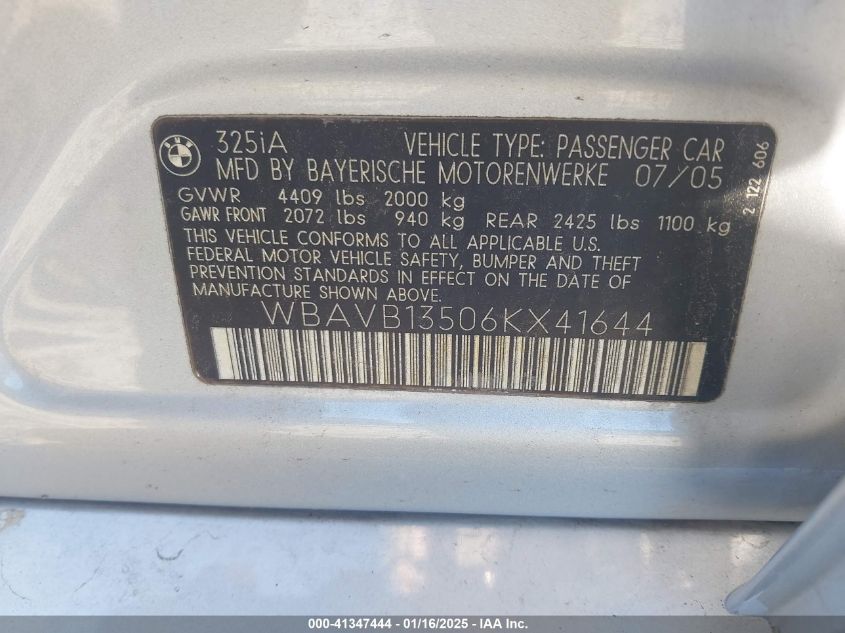 BMW
325iA VEHICLE TYPE: PASSENGER CAR
MFD BY BAYERISCHE MOTORENWERKE 07/05
GVWR 4409 lbs 2000 kg
GAWR FRONT 2072 lbs 940 kg REAR 2425 lbs 1100 kg
THIS VEHICLE CONFORMS TO ALL APPLICABLE U.S.
FEDERAL MOTOR VEHICLE SAFETY, BUMPER AND THEFT
PREVENTION STANDARDS IN EFFECT ON THE DATE OF
MANUFACTURE SHOWN ABOVE.
WBAVB13506KX41644
2 122 606
000-41347444 - 01/16/2025 - IAA Inc.